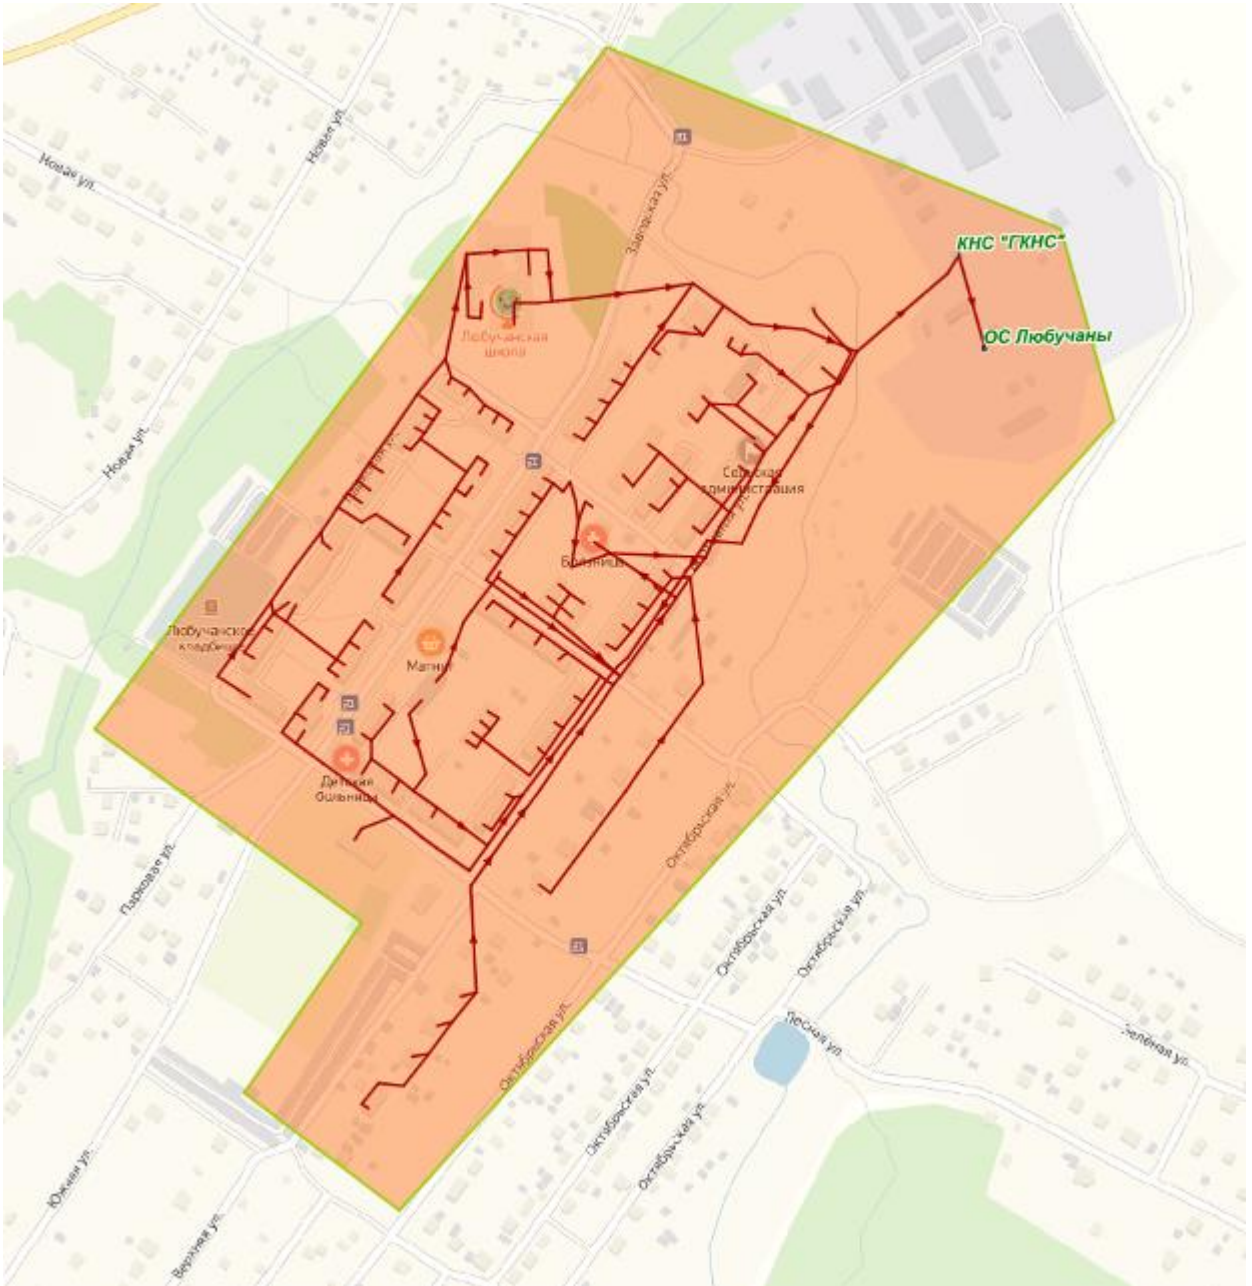 Новая ул.
Новая ул.
Заводская ул.
КНС "ГКНС"
ОС Любучаны
Любучанская
школа
Новая ул.
Сельская
администрация
Больница
Любучанское
кладбище
Магнит
Детская
больница
Октябрьская ул.
Парковая ул.
Октябрьская ул.
Октябрьская ул.
Октябрьская ул.
Лесная ул.
Зелёная ул.
Октябрьская ул.
Октябрьская ул.
Южная ул.
Верхняя ул.